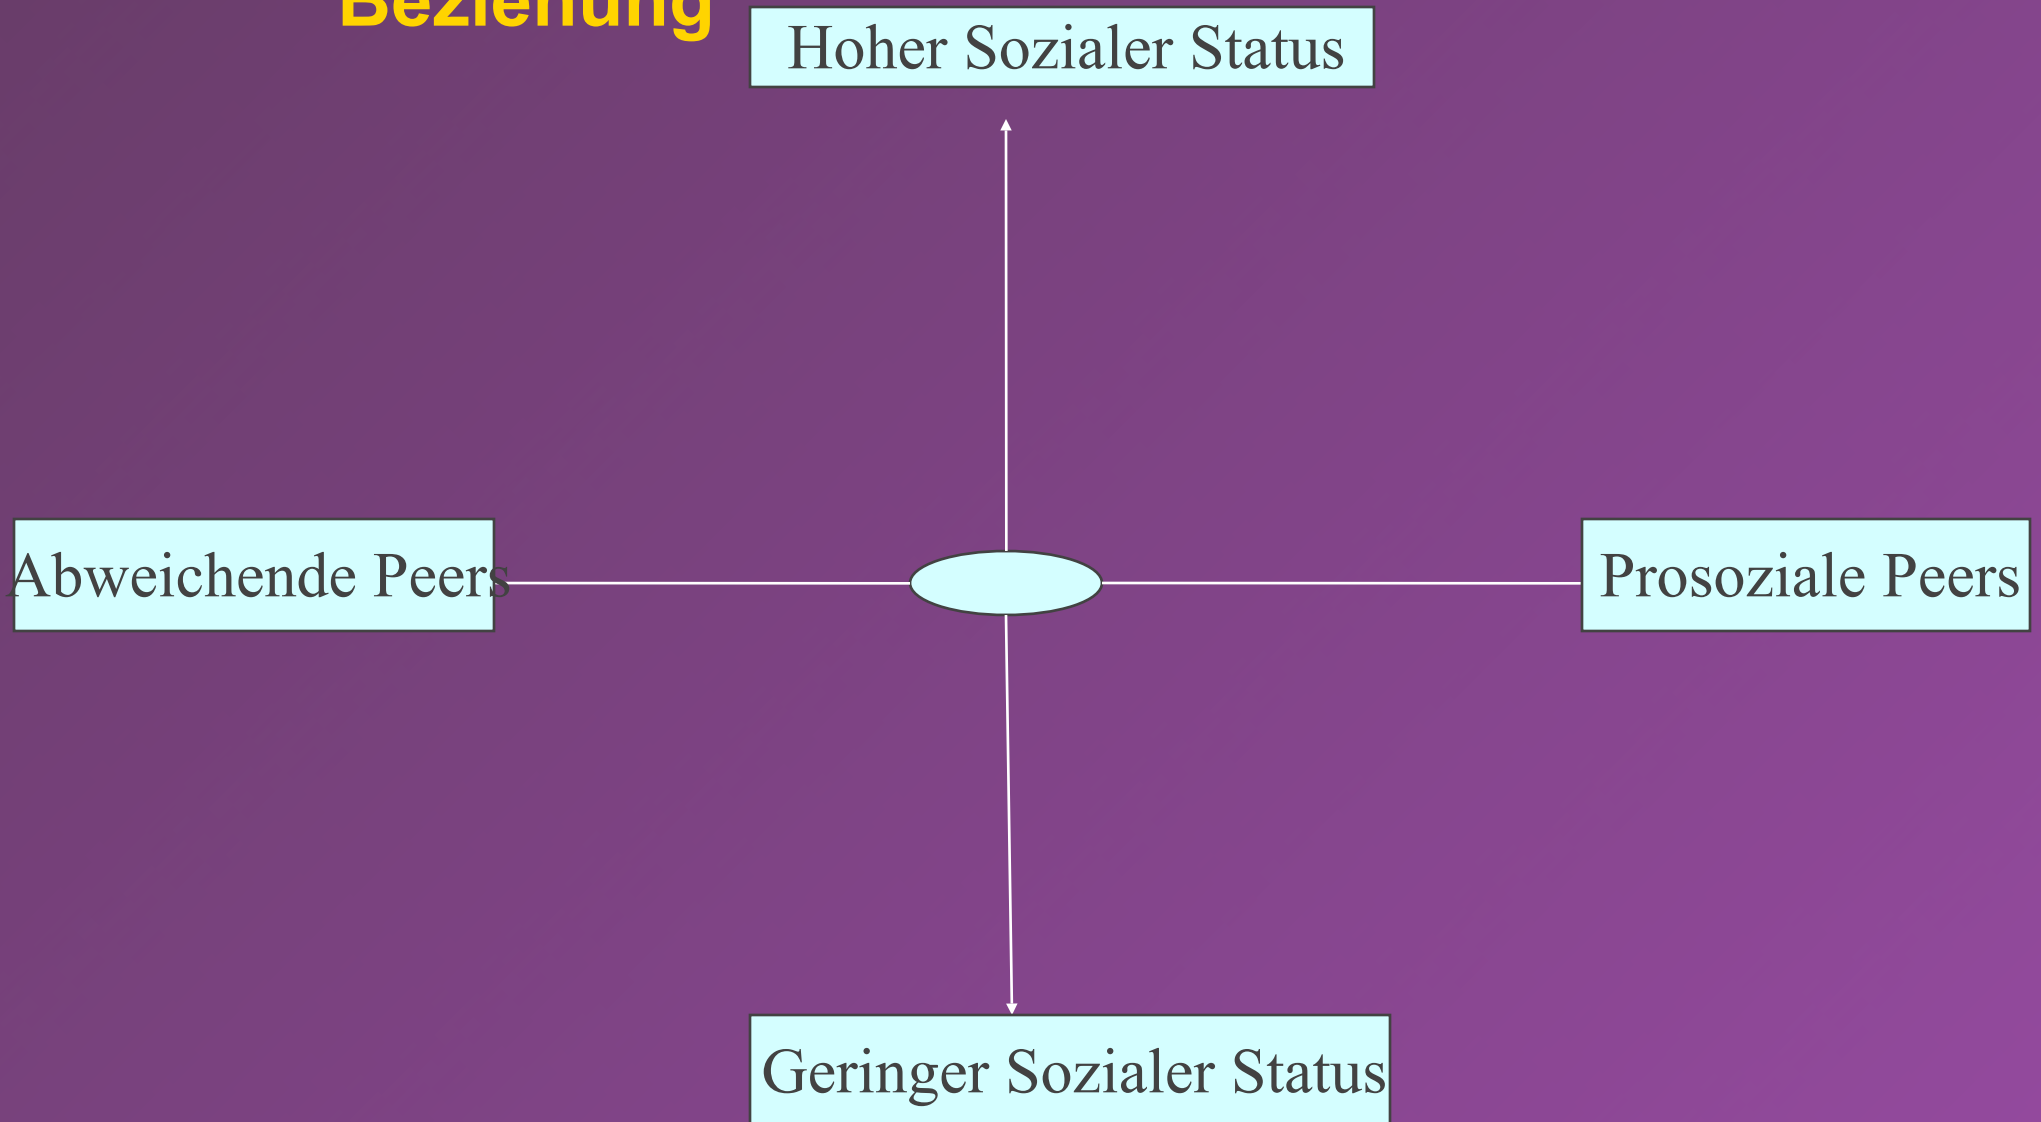 Beziehung
Hoher Sozialer Status
Abweichende Peers
Prosoziale Peers
Geringer Sozialer Status